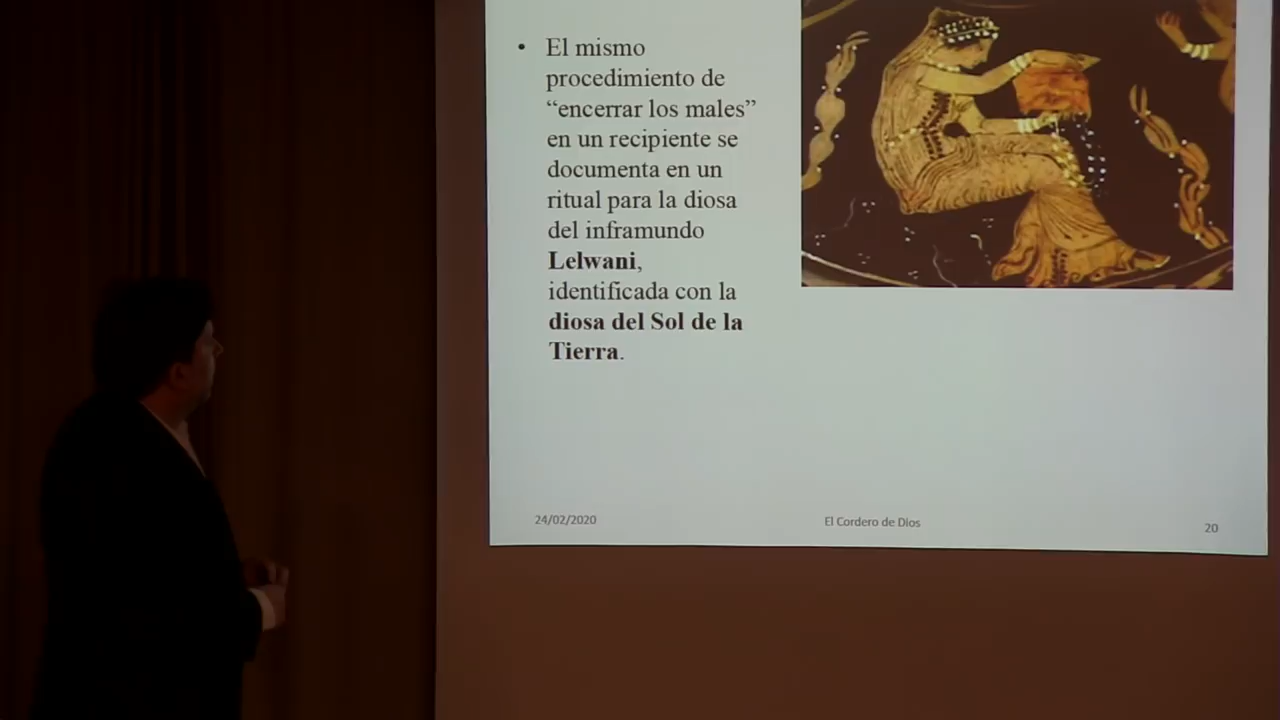 • El mismo
procedimiento de
“encerrar los males”
en un recipiente se
documenta en un
ritual para la diosa
del inframundo
Lelwani,
identificada con la
diosa del Sol de la
Tierra.
24/02/2020
El Cordero de Dios
20